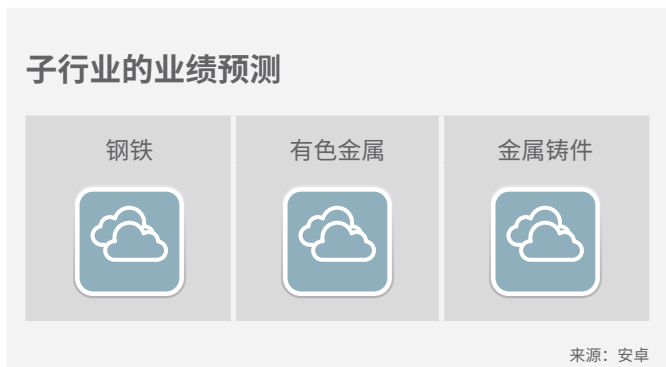 子行业的业绩预测
钢铁
有色金属
金属铸件
来源：安卓